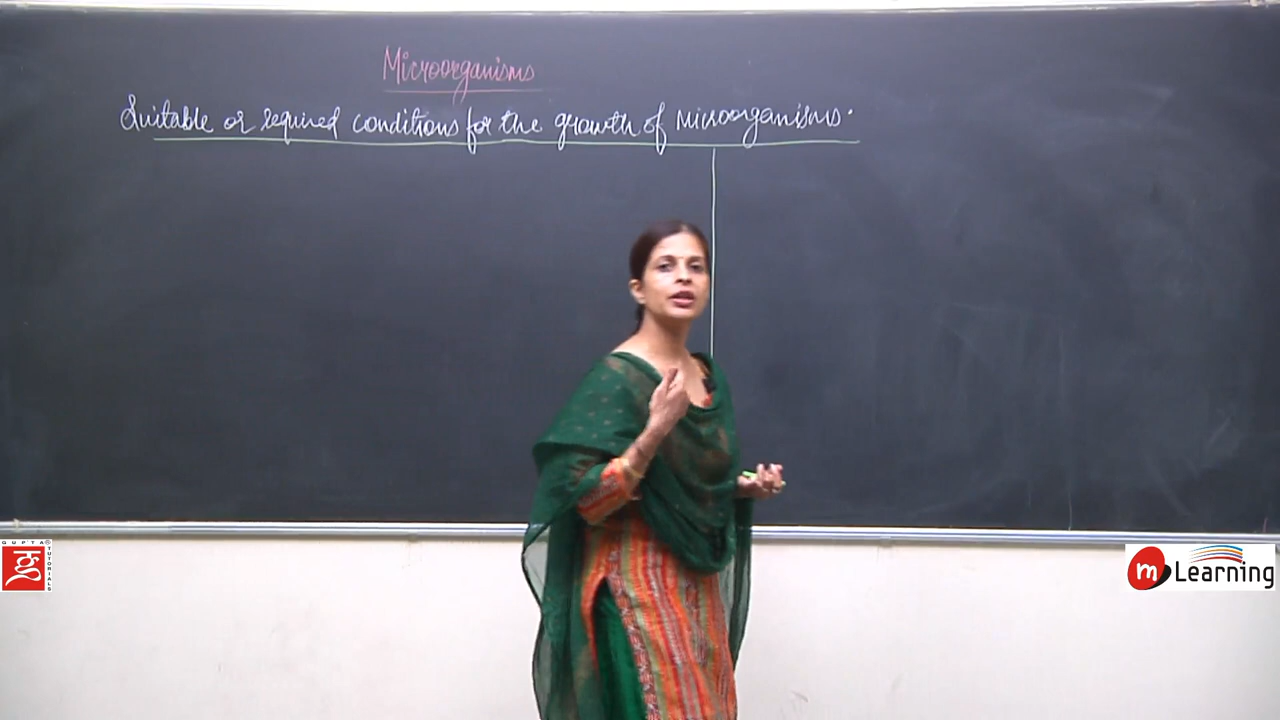 Microorganisms
Suitable or required conditions for the growth of Microorganisms.
GUPTA
TUTORIALS
m Learning